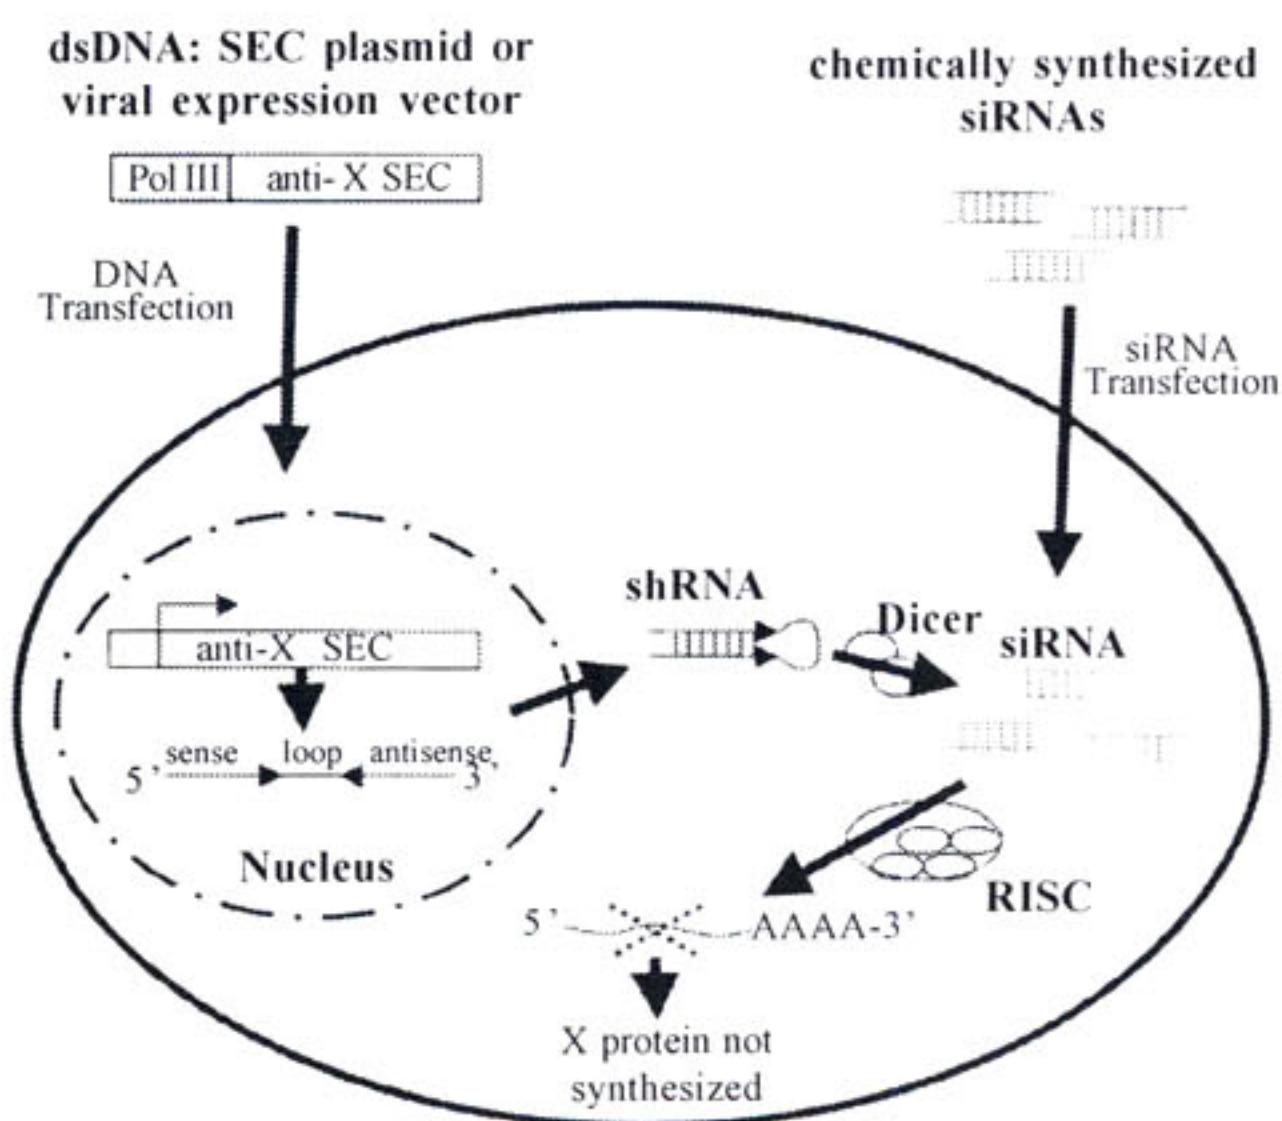 dsDNA: SEC plasmid or
viral expression vector
Pol III anti-X SEC
DNA
Transfection
chemically synthesized
siRNAs
siRNA
Transfection
anti-X SEC
5' sense loop antisense 3'
Nucleus
shRNA
Dicer
siRNA
RISC
5' AAAA-3'
X protein not
synthesized